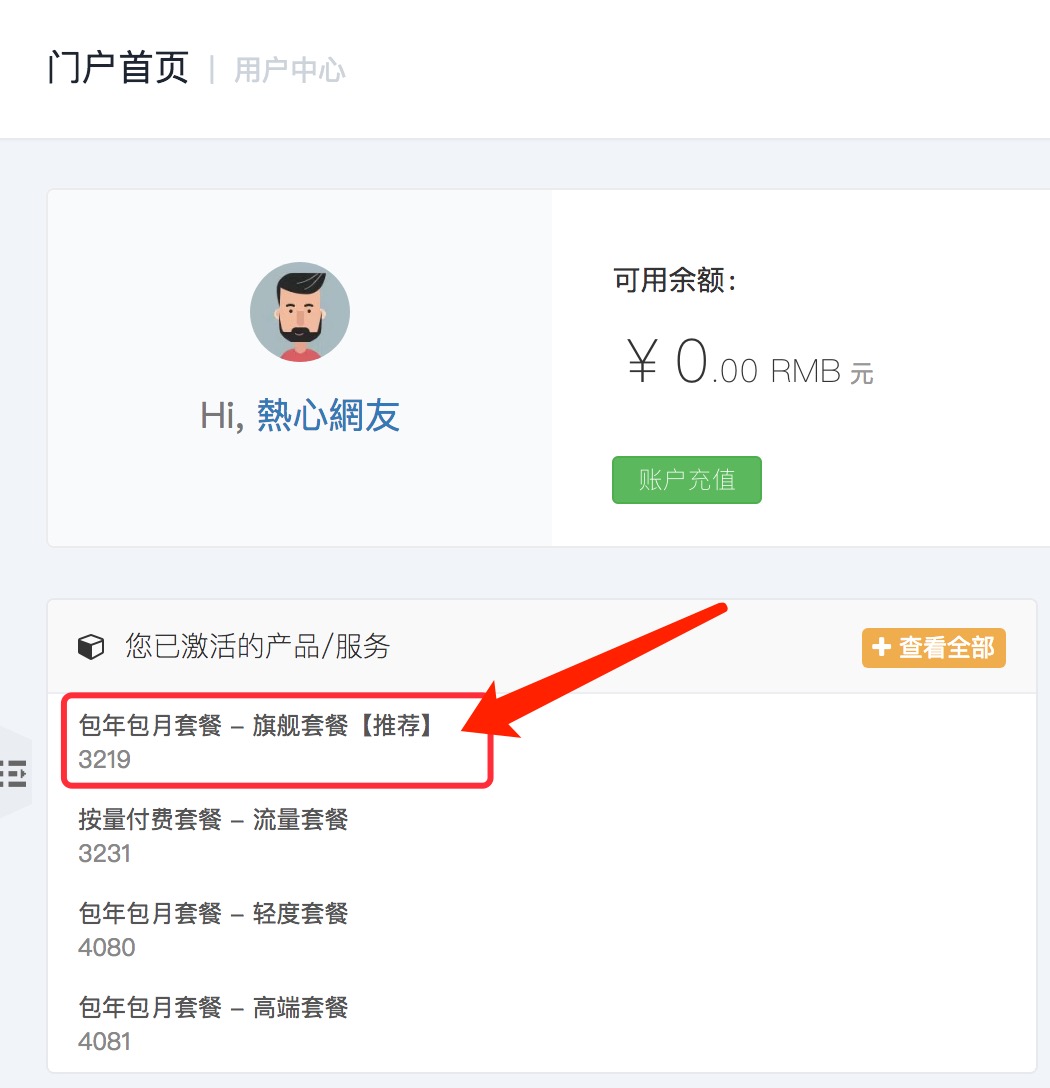 门户首页 | 用户中心
Hi, 熱心網友
可用余额:
¥ 0.00 RMB 元
账户充值
您已激活的产品/服务
查看全部
包年包月套餐 – 旗舰套餐【推荐】
3219
按量付费套餐 – 流量套餐
3231
包年包月套餐 – 轻度套餐
4080
包年包月套餐 – 高端套餐
4081